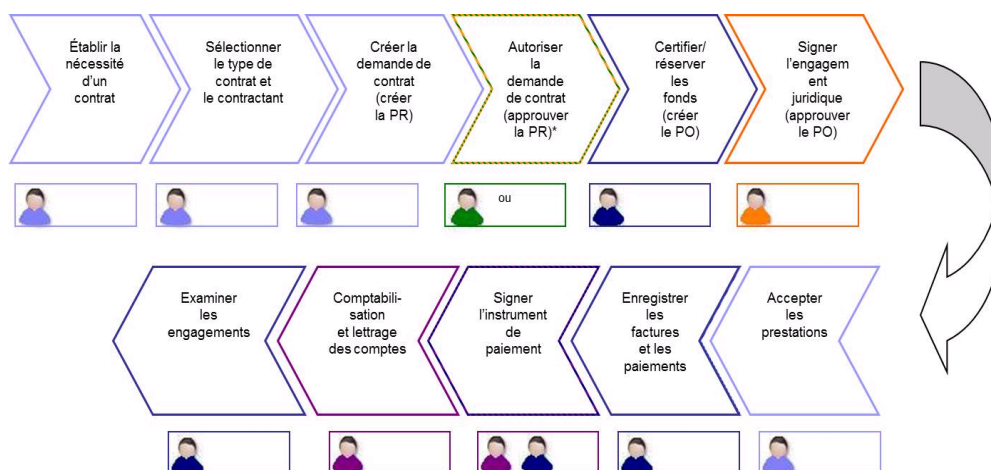 Établir la
nécessité
d’un
contrat
Sélectionner
le type de
contrat et
le contractant
Créer la
demande de
contrat
(créer
la PR)
Autoriser
la
demande
de contrat
(approuver
la PR)*
Certifier/
réserver
les
fonds
(créer
le PO)
Signer
l’engagem
ent
juridique
(approuver
le PO)
ou
Examiner
les
engagements
Comptabili-
sation
et lettrage
des comptes
Signer
l’instrument
de
paiement
Enregistrer
les
factures
et les
paiements
Accepter
les
prestations